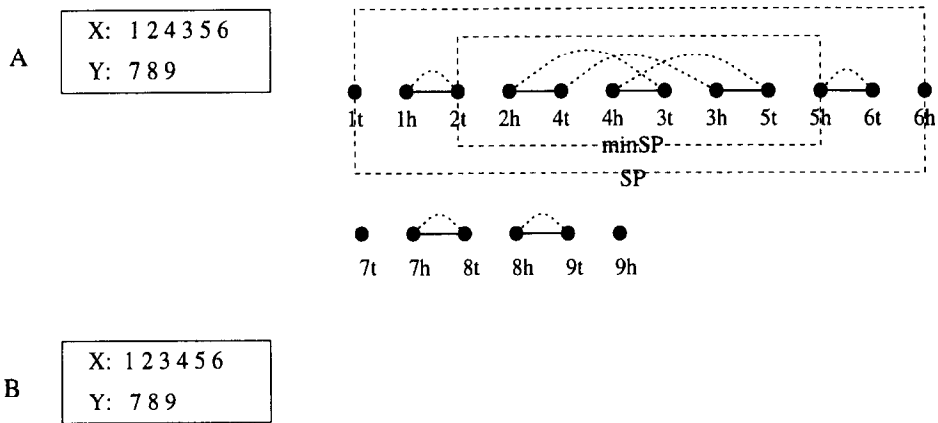 A
X: 1 2 4 3 5 6
Y: 7 8 9
1t 1h 2t 2h 4t 4h 3t 3h 5t 5h 6t 6h
minSP
SP
7t 7h 8t 8h 9t 9h
B
X: 1 2 3 4 5 6
Y: 7 8 9